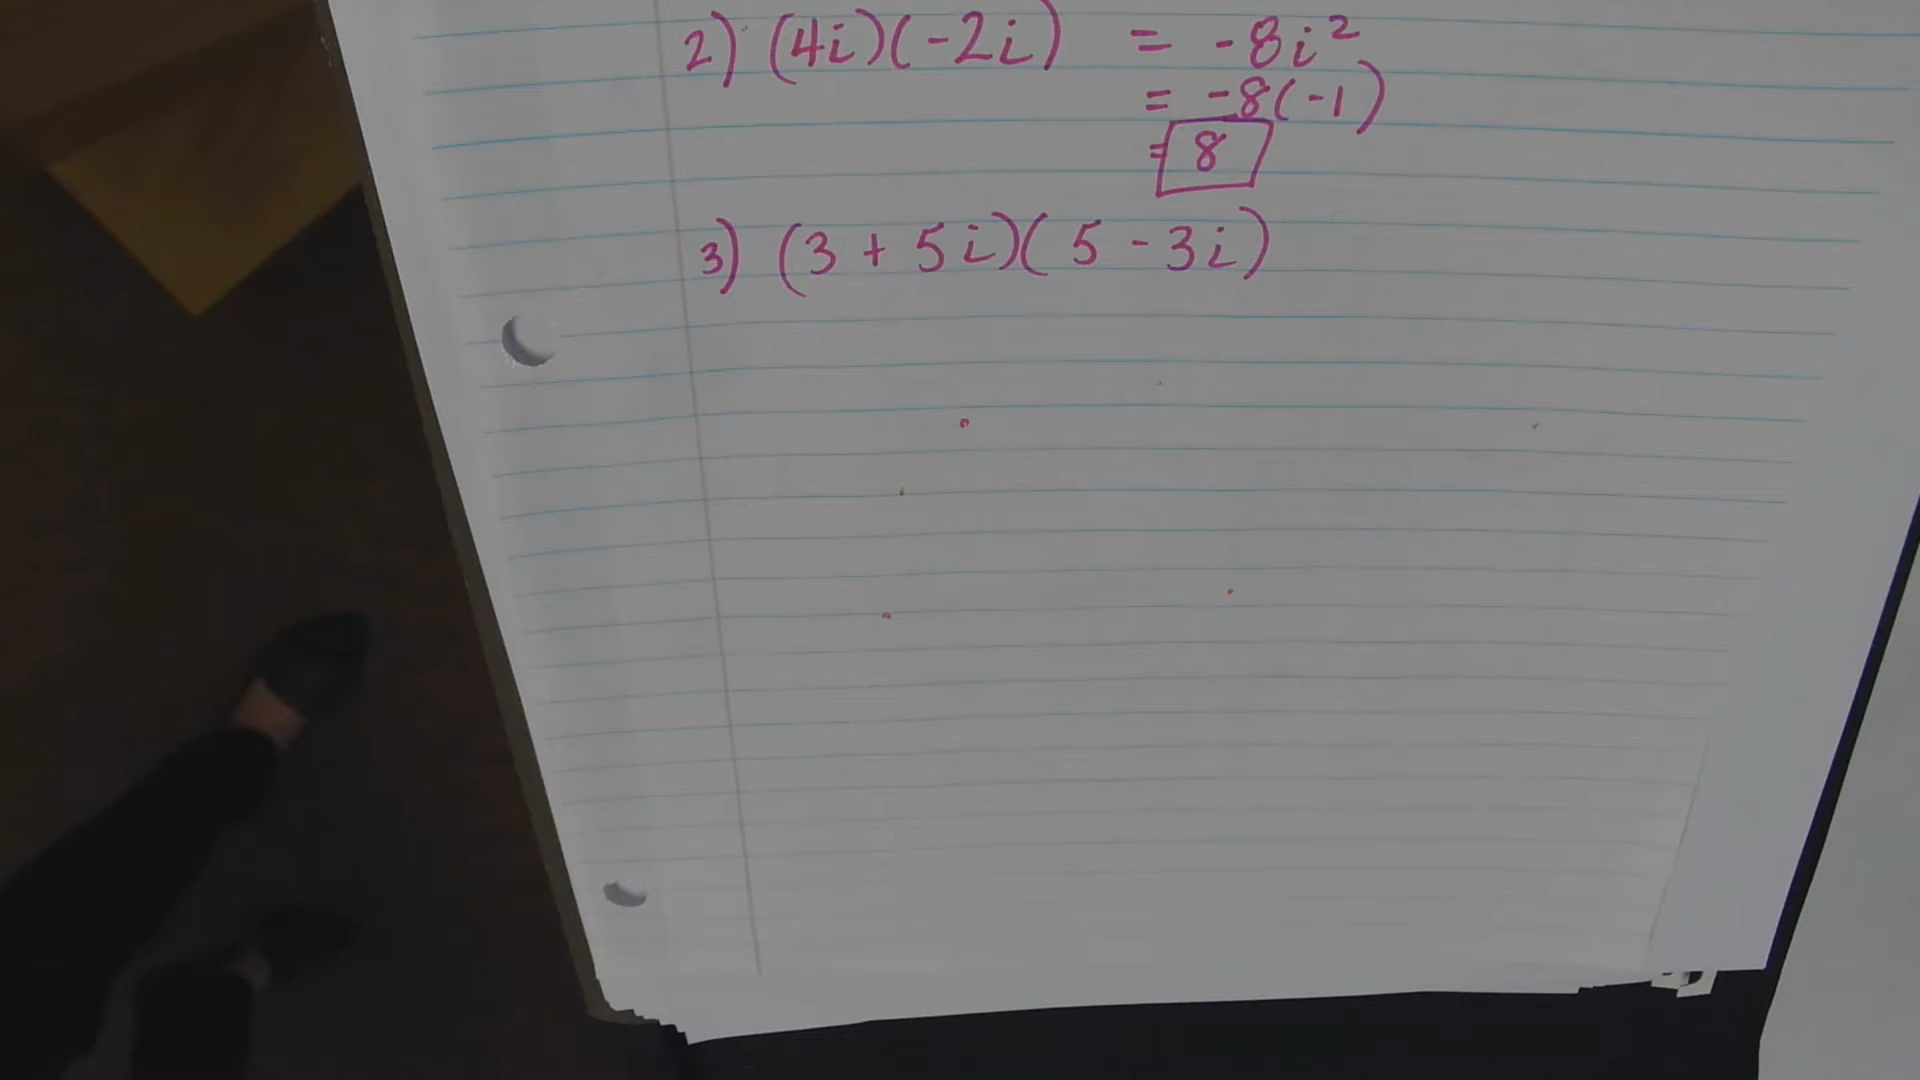 2) (4i)(-2i) = -8i²
= -8(-1)
= 8
3) (3 + 5i)(5 - 3i)